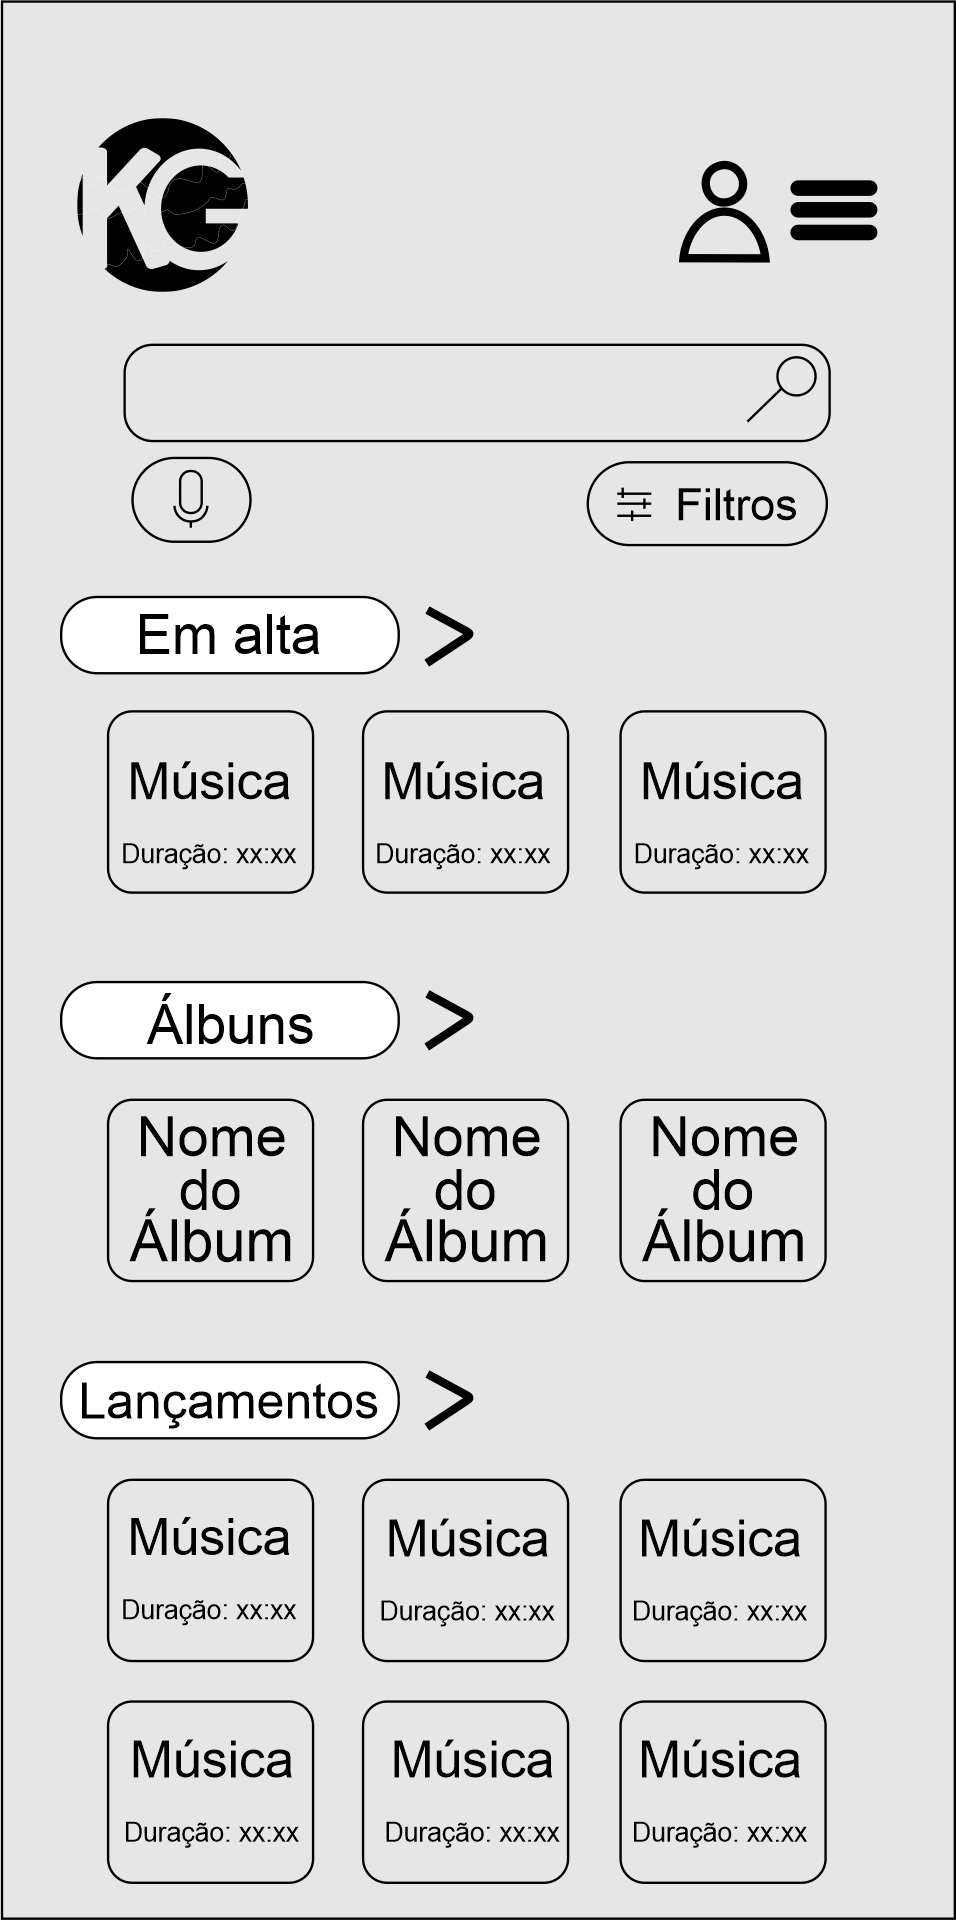 KG
Filtros
Em alta
>
Música
Duração: xx:xx
Música
Duração: xx:xx
Música
Duração: xx:xx
Álbuns
>
Nome
do
Álbum
Nome
do
Álbum
Nome
do
Álbum
Lançamentos
>
Música
Duração: xx:xx
Música
Duração: xx:xx
Música
Duração: xx:xx
Música
Duração: xx:xx
Música
Duração: xx:xx
Música
Duração: xx:xx